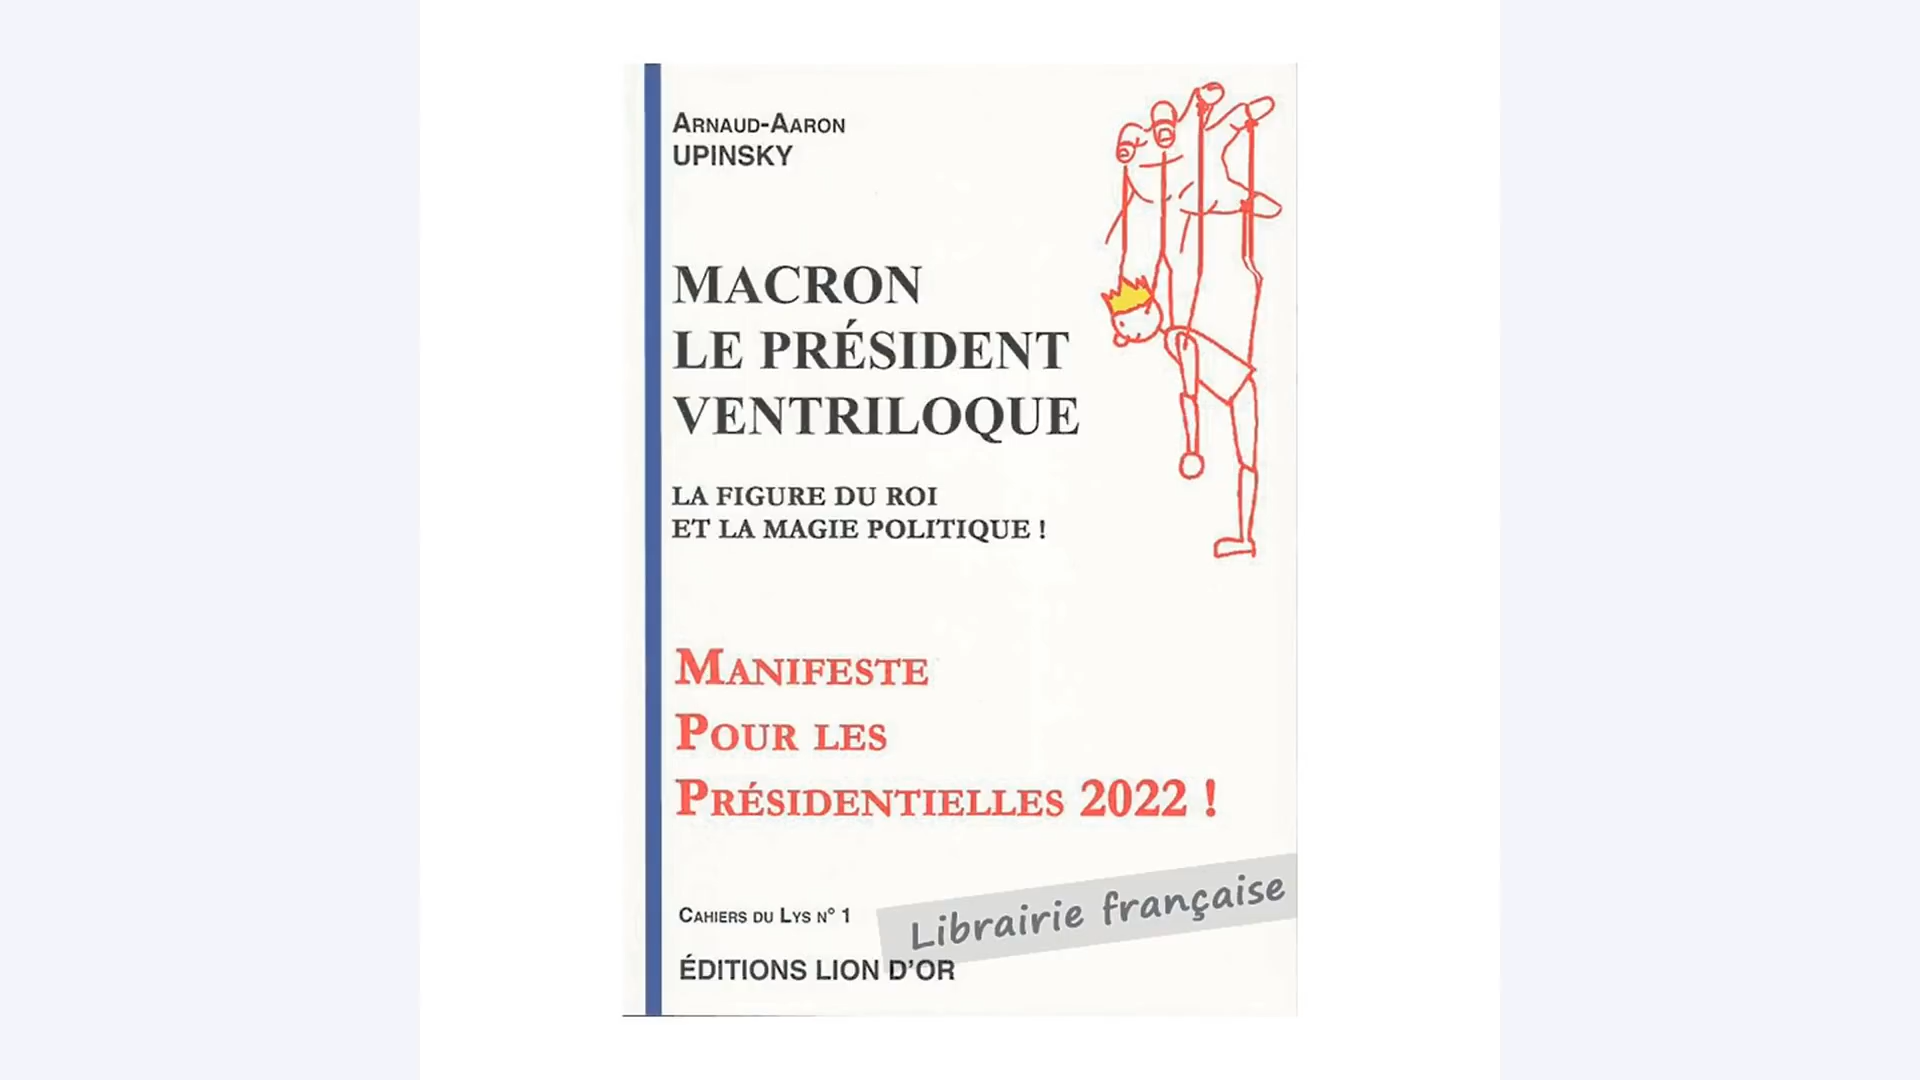 ARNAUD-AARON
UPINSKY
MACRON
LE PRÉSIDENT
VENTRILOQUE
LA FIGURE DU ROI
ET LA MAGIE POLITIQUE !
MANIFESTE
POUR LES
PRÉSIDENTIELLES 2022 !
CAHIERS DU LYS N° 1
Librairie française
ÉDITIONS LION D'OR